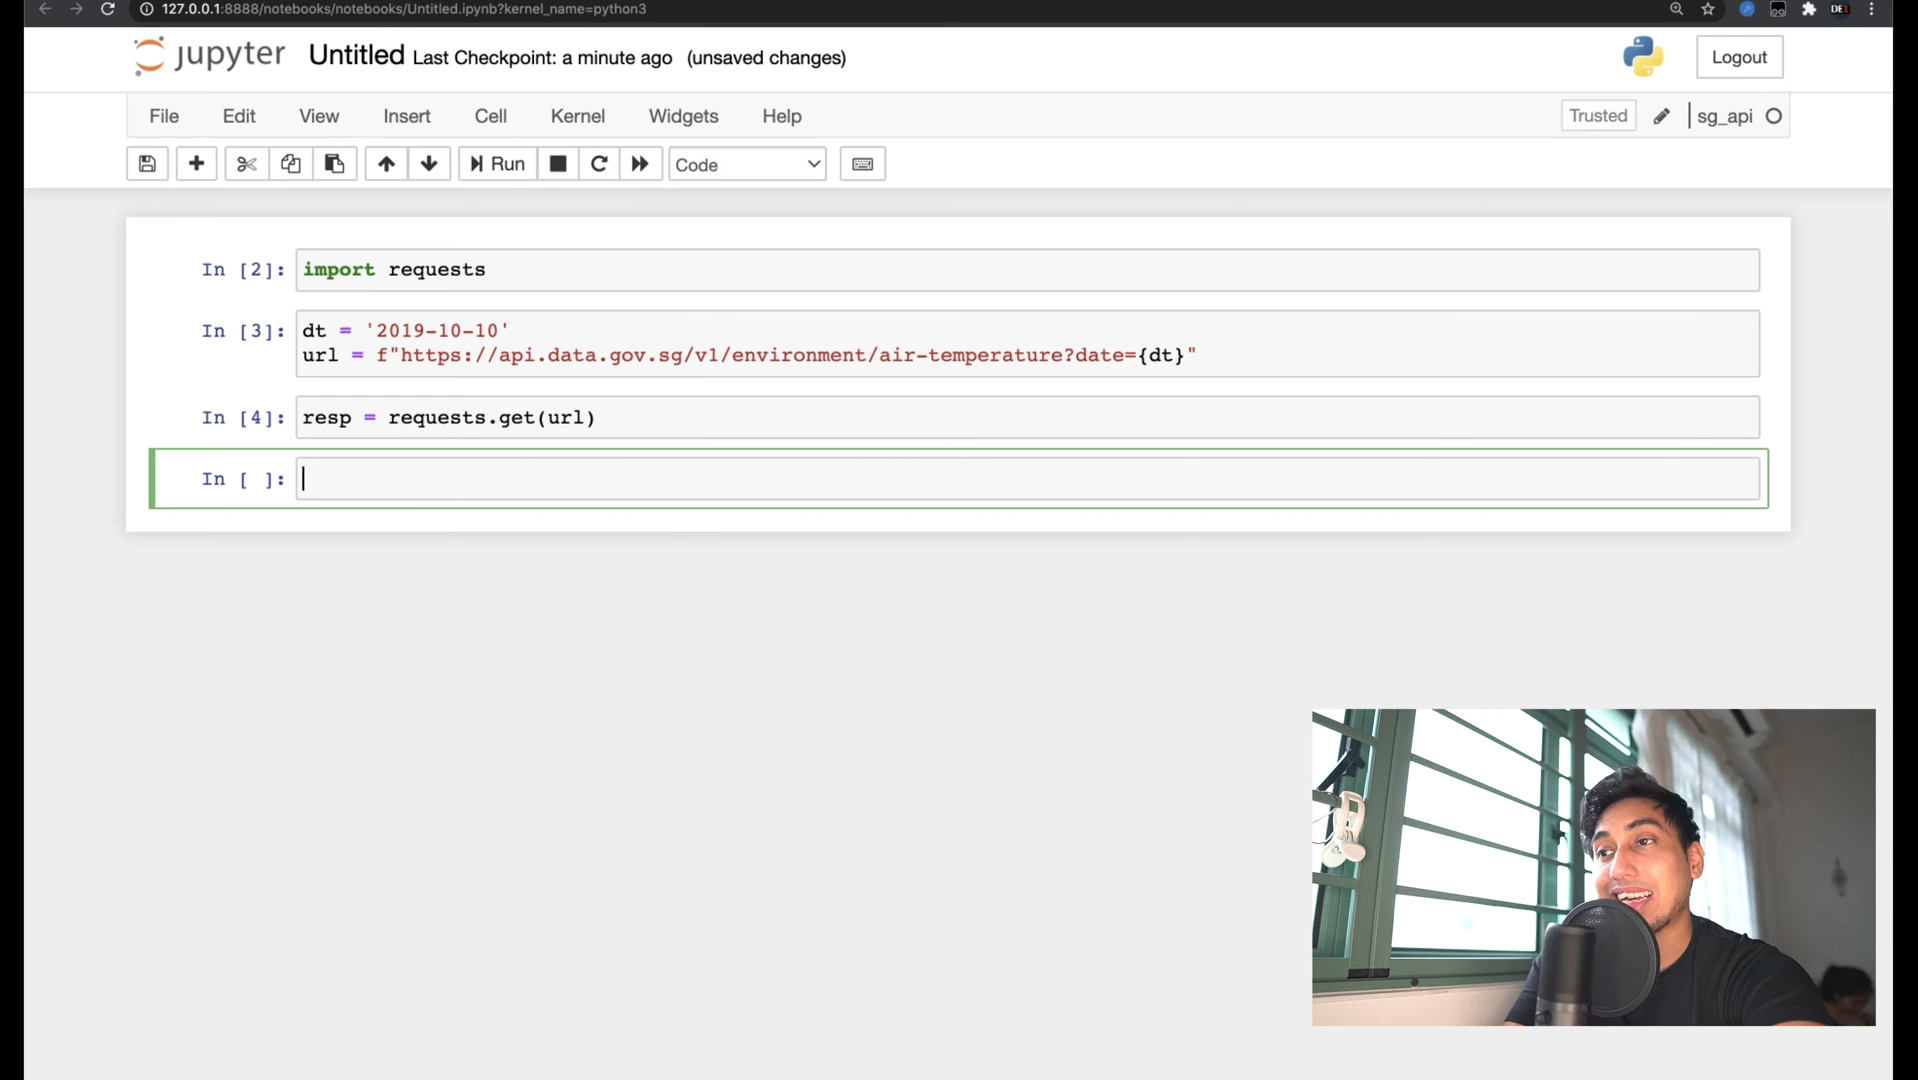 127.0.0.1:8888/notebooks/notebooks/Untitled.ipynb?kernel_name=python3
DE
jupyter Untitled Last Checkpoint: a minute ago (unsaved changes) Logout
File Edit View Insert Cell Kernel Widgets Help Trusted sg_api
Run Code
In [2]: import requests
In [3]: dt = '2019-10-10'
url = f"https://api.data.gov.sg/v1/environment/air-temperature?date={dt}"
In [4]: resp = requests.get(url)
In [ ]: